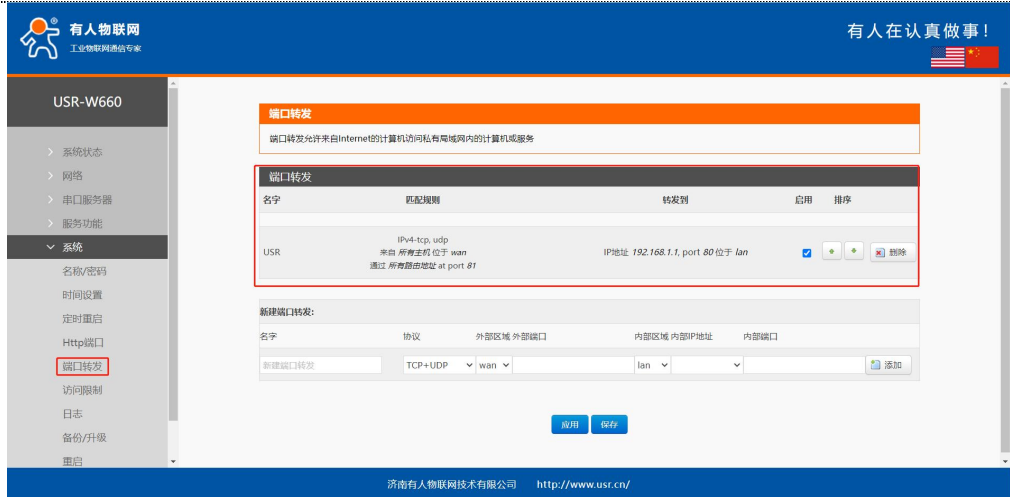 有人物联网
工业物联网通信专家
有人在认真做事!
USR-W660
系统状态
网络
串口服务器
服务功能
系统
名称/密码
时间设置
定时重启
Http端口
端口转发
访问限制
日志
备份/升级
重启
端口转发
端口转发允许来自Internet的计算机访问私有局域网内的计算机或服务
端口转发
名字 匹配规则 转发到 启用 排序
USR
IPv4-tcp, udp
来自 所有主机 位于 wan
通过 所有路由地址 at port 81
IP地址 192.168.1.1, port 80 位于 lan
删除
新建端口转发:
名字 协议 外部区域 外部端口 内部区域 内部IP地址 内部端口
新建端口转发 TCP+UDP wan lan 添加
应用 保存
济南有人物联网技术有限公司 http://www.usr.cn/